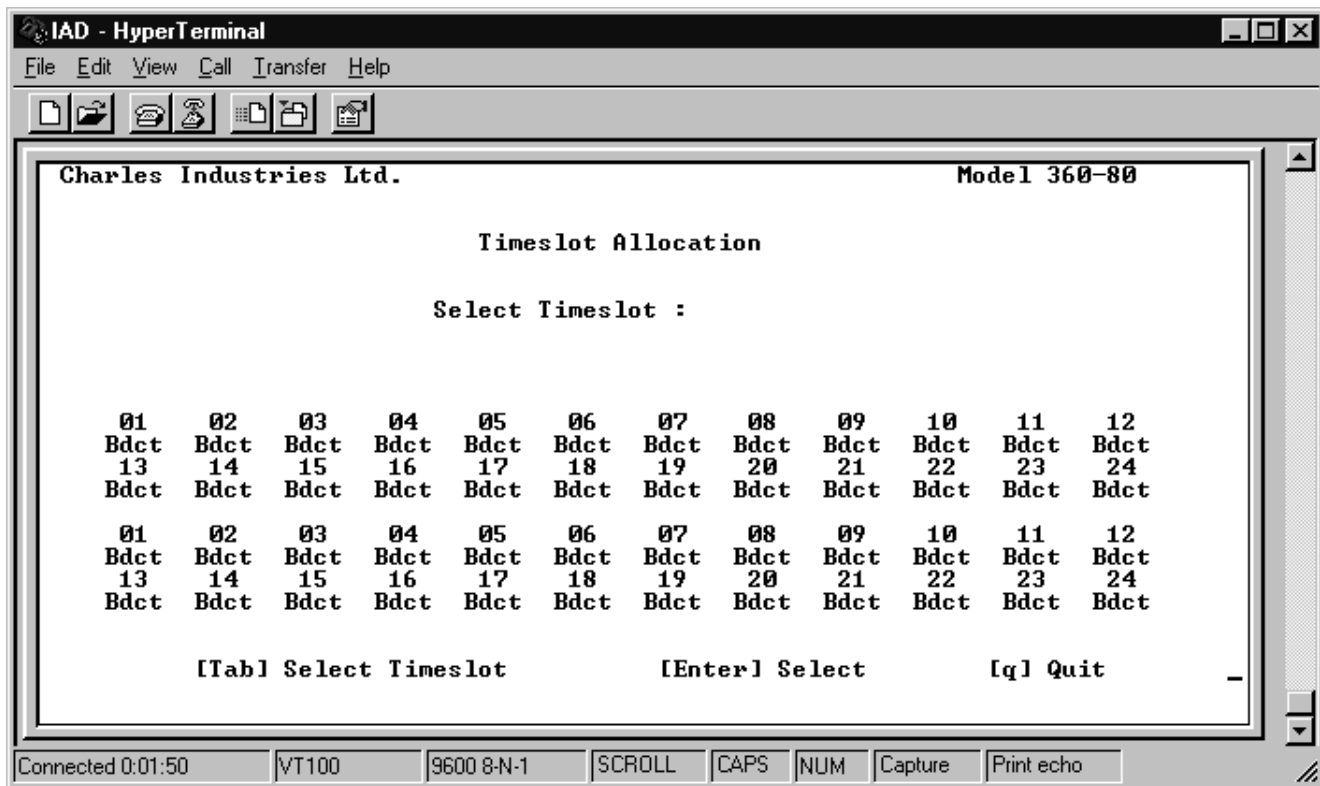 IAD - HyperTerminal
File Edit View Call Transfer Help
Charles Industries Ltd. Model 360-80
Timeslot Allocation
Select Timeslot :
01 02 03 04 05 06 07 08 09 10 11 12
Bdct Bdct Bdct Bdct Bdct Bdct Bdct Bdct Bdct Bdct Bdct Bdct
13 14 15 16 17 18 19 20 21 22 23 24
Bdct Bdct Bdct Bdct Bdct Bdct Bdct Bdct Bdct Bdct Bdct Bdct
01 02 03 04 05 06 07 08 09 10 11 12
Bdct Bdct Bdct Bdct Bdct Bdct Bdct Bdct Bdct Bdct Bdct Bdct
13 14 15 16 17 18 19 20 21 22 23 24
Bdct Bdct Bdct Bdct Bdct Bdct Bdct Bdct Bdct Bdct Bdct Bdct
[Tab] Select Timeslot [Enter] Select [q] Quit _
Connected 0:01:50 VT100 9600 8-N-1 SCROLL CAPS NUM Capture Print echo